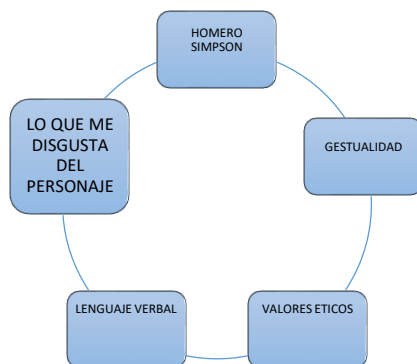 HOMERO
SIMPSON
GESTUALIDAD
VALORES ETICOS
LENGUAJE VERBAL
LO QUE ME
DISGUSTA
DEL
PERSONAJE